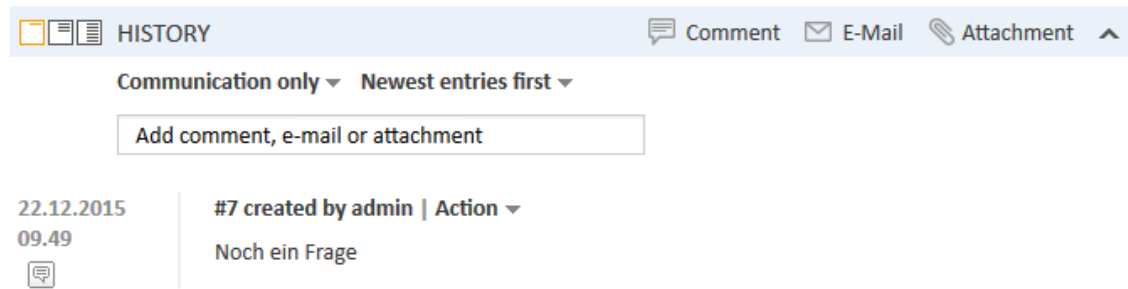 HISTORY Comment E-Mail Attachment
Communication only Newest entries first
Add comment, e-mail or attachment
22.12.2015 #7 created by admin | Action
09.49 Noch ein Frage